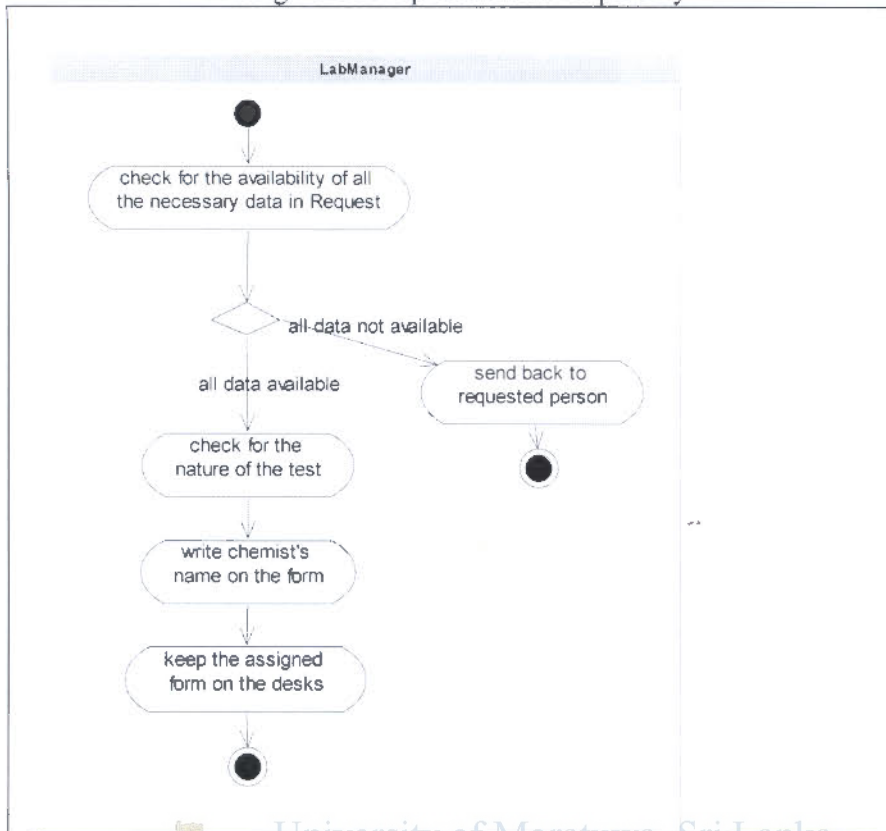 LabManager
check for the availability of all
the necessary data in Request
all data not available
all data available
send back to
requested person
check for the
nature of the test
write chemist's
name on the form
keep the assigned
form on the desks
University of Moratuwa, Sri Lanka